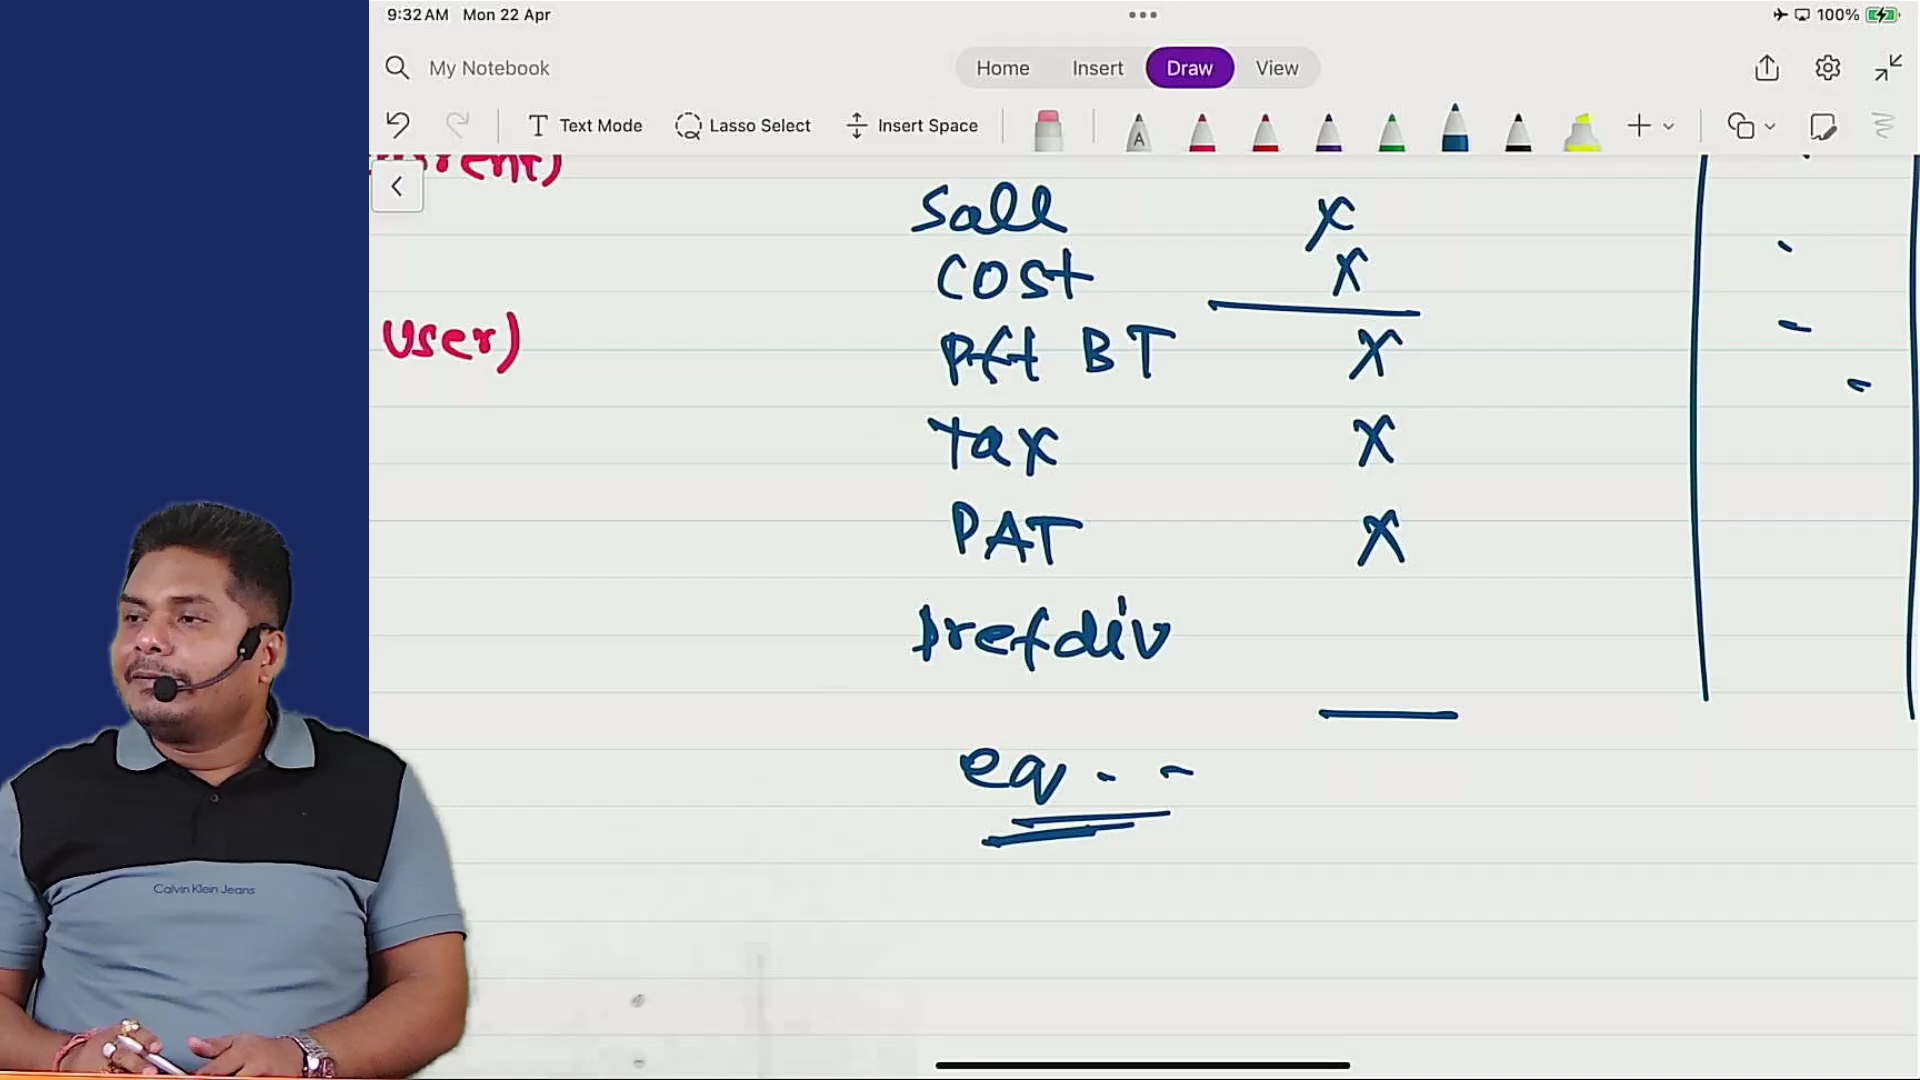 9:32 AM Mon 22 Apr
100%
My Notebook
Home Insert Draw View
Text Mode Lasso Select Insert Space
A
User)
Sale x
Cost x
Pft BT x
tax x
PAT x
prefdiv
eq - -
Calvin Klein Jeans